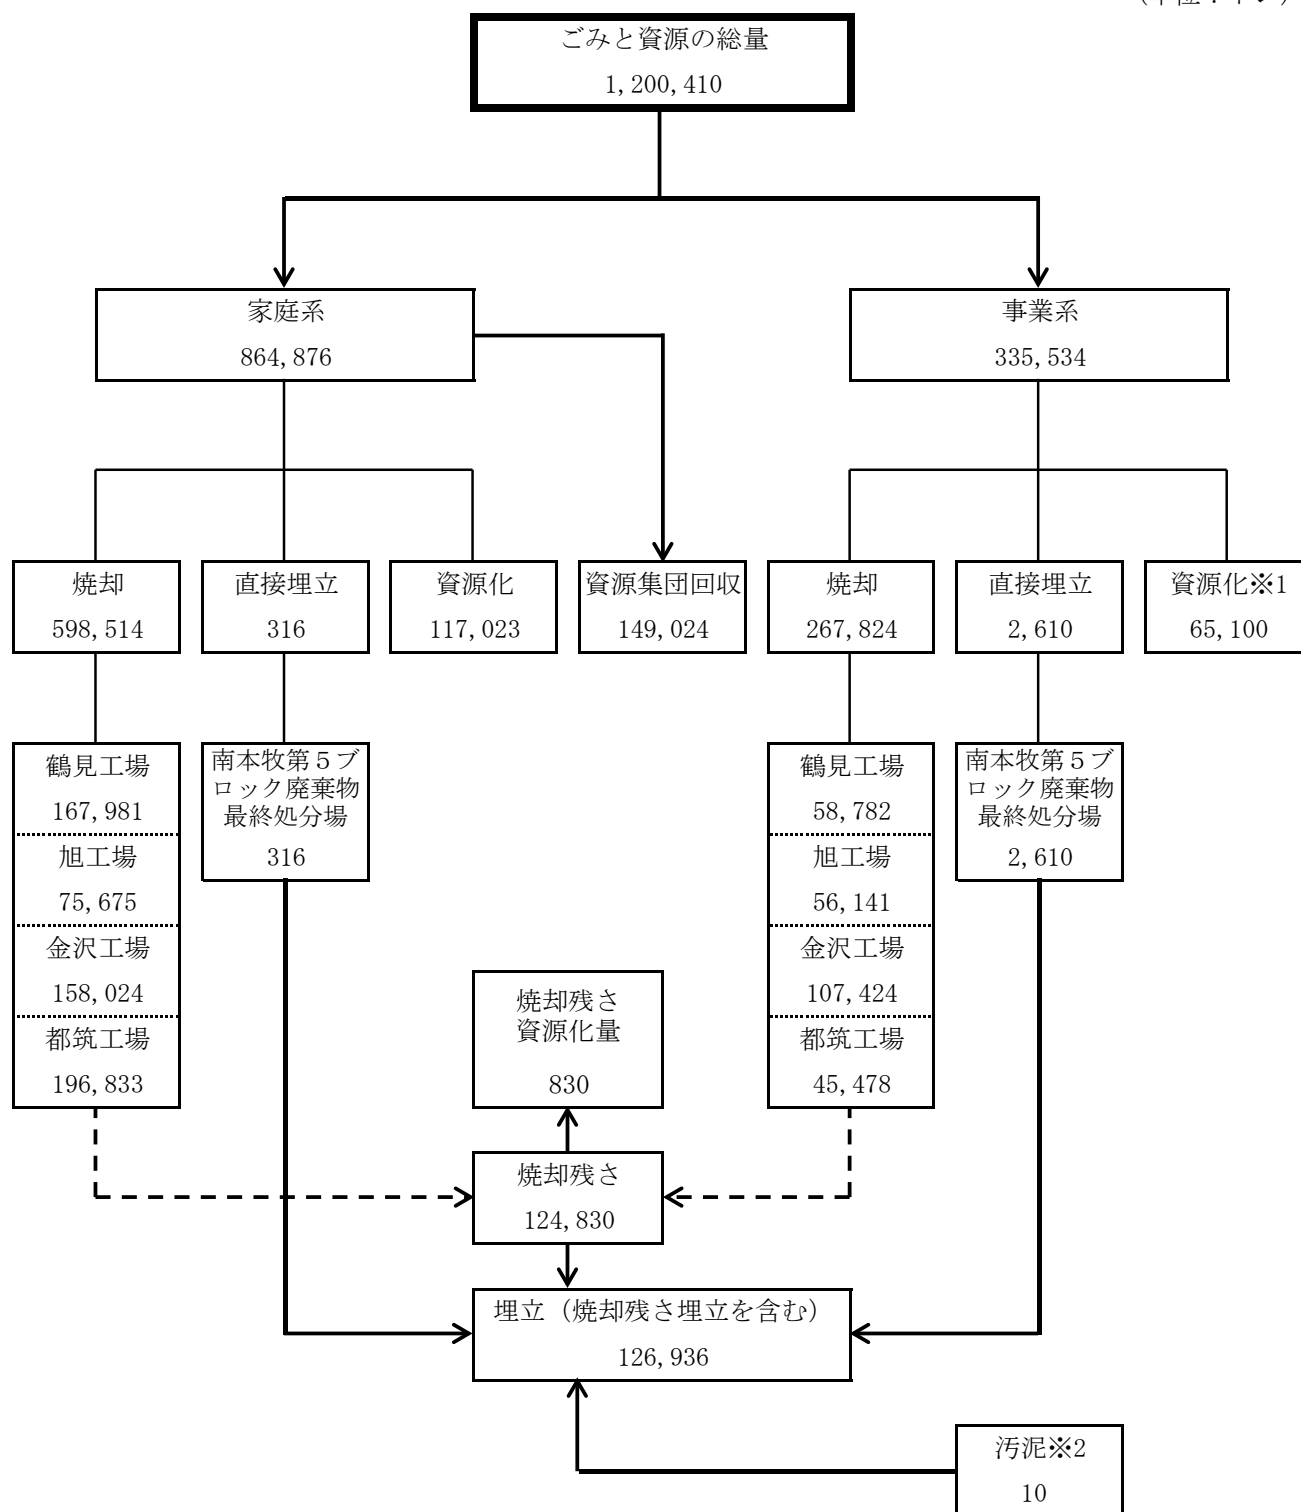 ごみと資源の総量
1,200,410
家庭系
864,876
事業系
335,534
焼却
598,514
直接埋立
316
資源化
117,023
資源集団回収
149,024
焼却
267,824
直接埋立
2,610
資源化※1
65,100
鶴見工場
167,981
旭工場
75,675
金沢工場
158,024
都筑工場
196,833
南本牧第５ブ
ロック廃棄物
最終処分場
316
鶴見工場
58,782
旭工場
56,141
金沢工場
107,424
都筑工場
45,478
南本牧第５ブ
ロック廃棄物
最終処分場
2,610
焼却残さ
資源化量
830
焼却残さ
124,830
埋立（焼却残さ埋立を含む）
126,936
汚泥※2
10